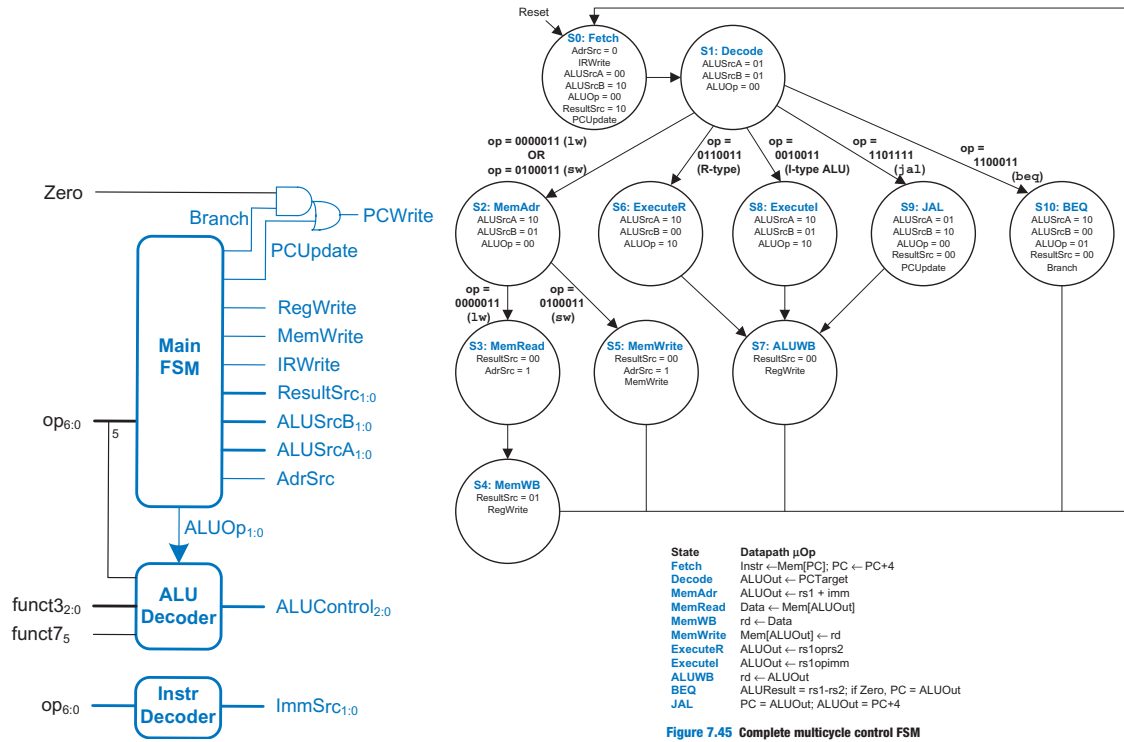 Zero
Branch
PCWrite
PCUpdate
RegWrite
MemWrite
IRWrite
ResultSrc1:0
ALUSrcB1:0
ALUSrcA1:0
AdrSrc
Main
FSM
op6:0
5
ALUOp1:0
ALU
Decoder
funct32:0
funct75
ALUControl2:0
op6:0
Instr
Decoder
ImmSrc1:0
Reset
S0: Fetch
AdrSrc = 0
IRWrite
ALUSrcA = 00
ALUSrcB = 10
ALUOp = 00
ResultSrc = 10
PCUpdate
S1: Decode
ALUSrcA = 01
ALUSrcB = 01
ALUOp = 00
op = 0000011 (lw)
OR
op = 0100011 (sw)
op =
0110011
(R-type)
op =
0010011
(I-type ALU)
op =
1101111
(jal)
op =
1100011
(beq)
S2: MemAdr
ALUSrcA = 10
ALUSrcB = 01
ALUOp = 00
S6: ExecuteR
ALUSrcA = 10
ALUSrcB = 00
ALUOp = 10
S8: ExecuteI
ALUSrcA = 10
ALUSrcB = 01
ALUOp = 10
S9: JAL
ALUSrcA = 01
ALUSrcB = 10
ALUOp = 00
ResultSrc = 00
PCUpdate
S10: BEQ
ALUSrcA = 10
ALUSrcB = 00
ALUOp = 01
ResultSrc = 00
Branch
op =
0000011
(lw)
op =
0100011
(sw)
S3: MemRead
ResultSrc = 00
AdrSrc = 1
S5: MemWrite
ResultSrc = 00
AdrSrc = 1
MemWrite
S7: ALUWB
ResultSrc = 00
RegWrite
S4: MemWB
ResultSrc = 01
RegWrite
State Datapath μOp
Fetch Instr ←Mem[PC]; PC ← PC+4
Decode ALUOut ← PCTarget
MemAdr ALUOut ← rs1 + imm
MemRead Data ← Mem[ALUOut]
MemWB rd ← Data
MemWrite Mem[ALUOut] ← rd
ExecuteR ALUOut ← rs1oprs2
ExecuteI ALUOut ← rs1opimm
ALUWB rd ← ALUOut
BEQ ALUResult = rs1-rs2; if Zero, PC = ALUOut
JAL PC = ALUOut; ALUOut = PC+4
Figure 7.45 Complete multicycle control FSM